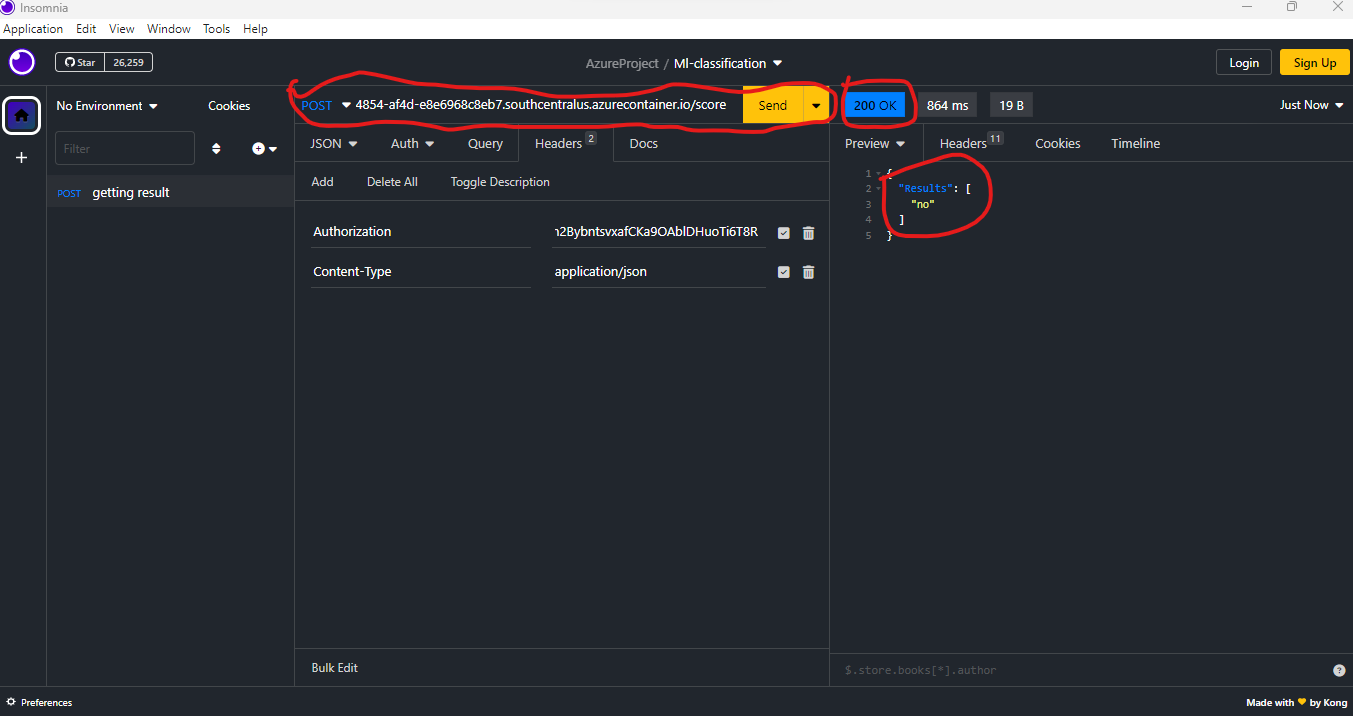 Insomnia
Application Edit View Window Tools Help
Star 26,259
AzureProject / Ml-classification
Login Sign Up
No Environment Cookies
POST 4854-af4d-e8e6968c8eb7.southcentralus.azurecontainer.io/score Send
200 OK 864 ms 19 B
Just Now
Filter
JSON Auth Query Headers 2 Docs
Preview Headers 11 Cookies Timeline
POST getting result
Add Delete All Toggle Description
Authorization
Content-Type application/json
1 {
2 "Results": [
3 "no"
4 ]
5 }
Bulk Edit
$.store.books[*].author
?
Preferences
Made with by Kong